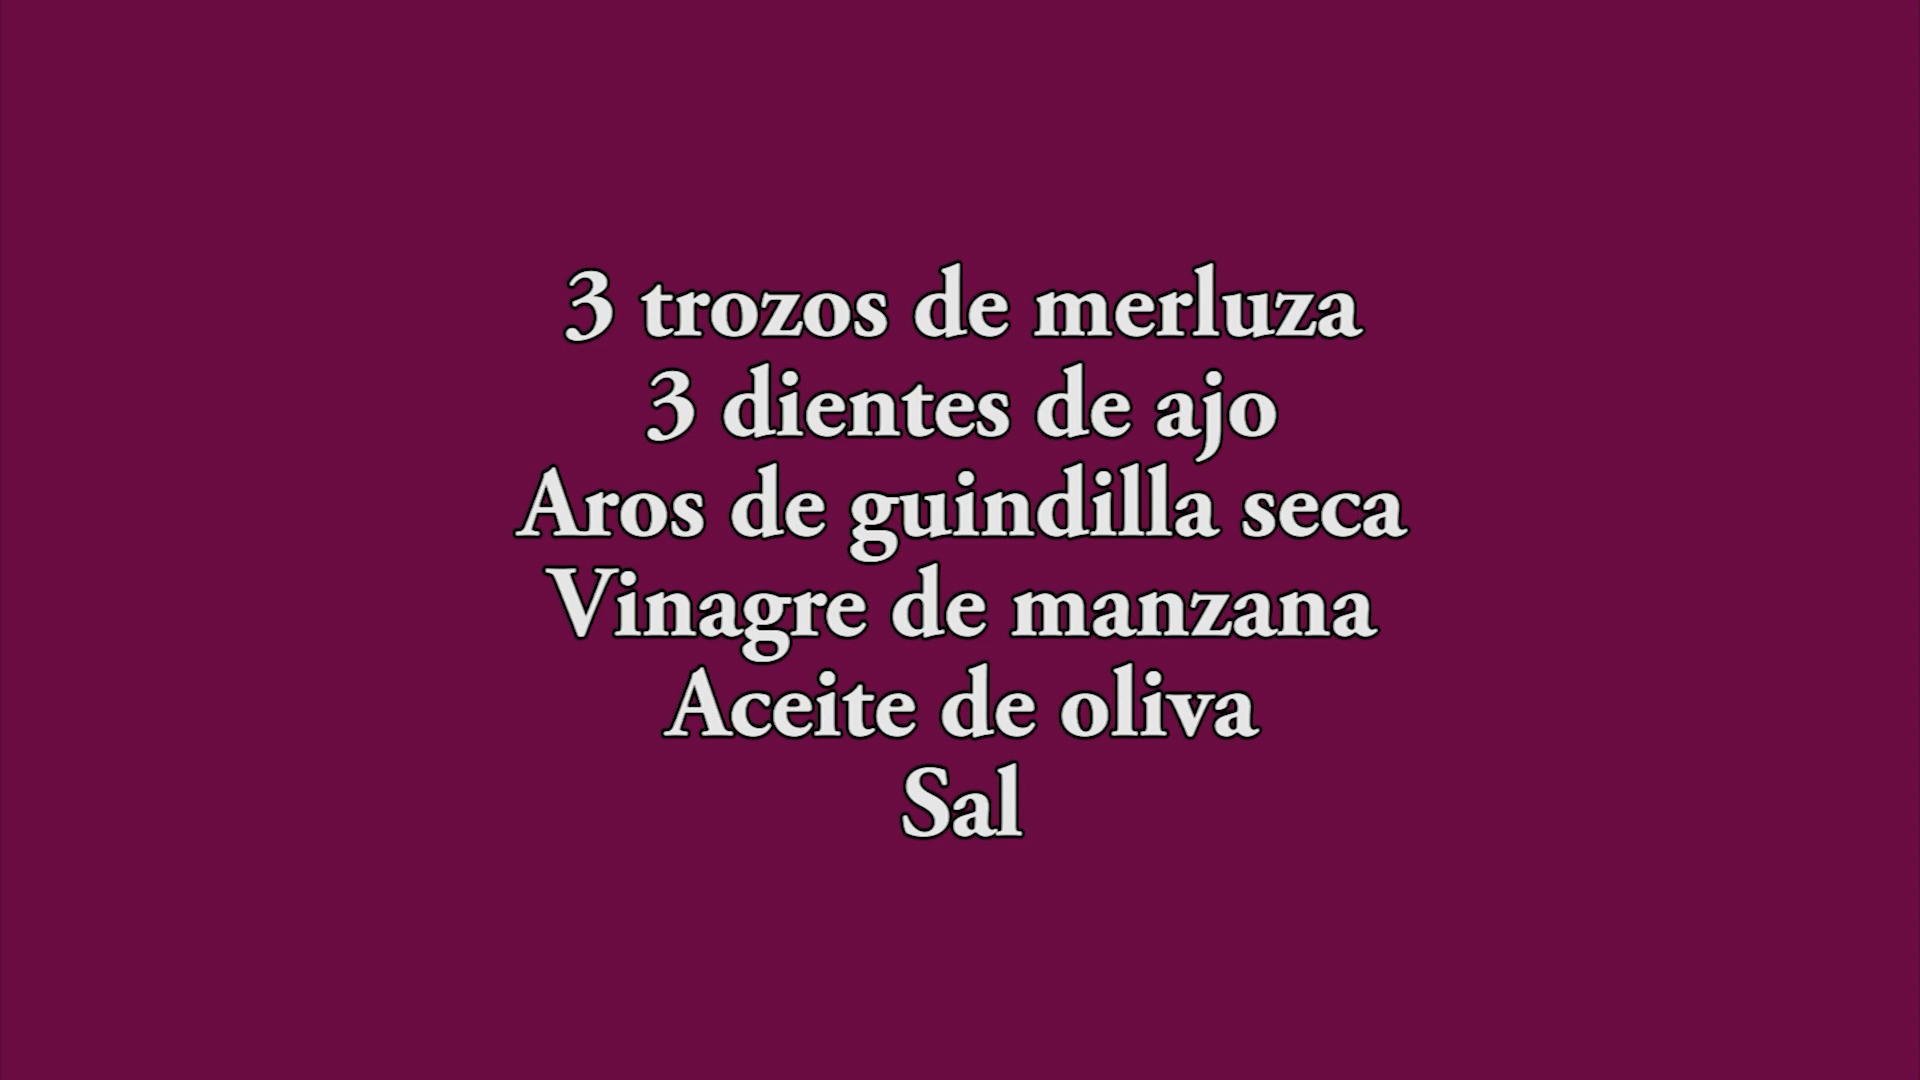 3 trozos de merluza
3 dientes de ajo
Aros de guindilla seca
Vinagre de manzana
Aceite de oliva
Sal